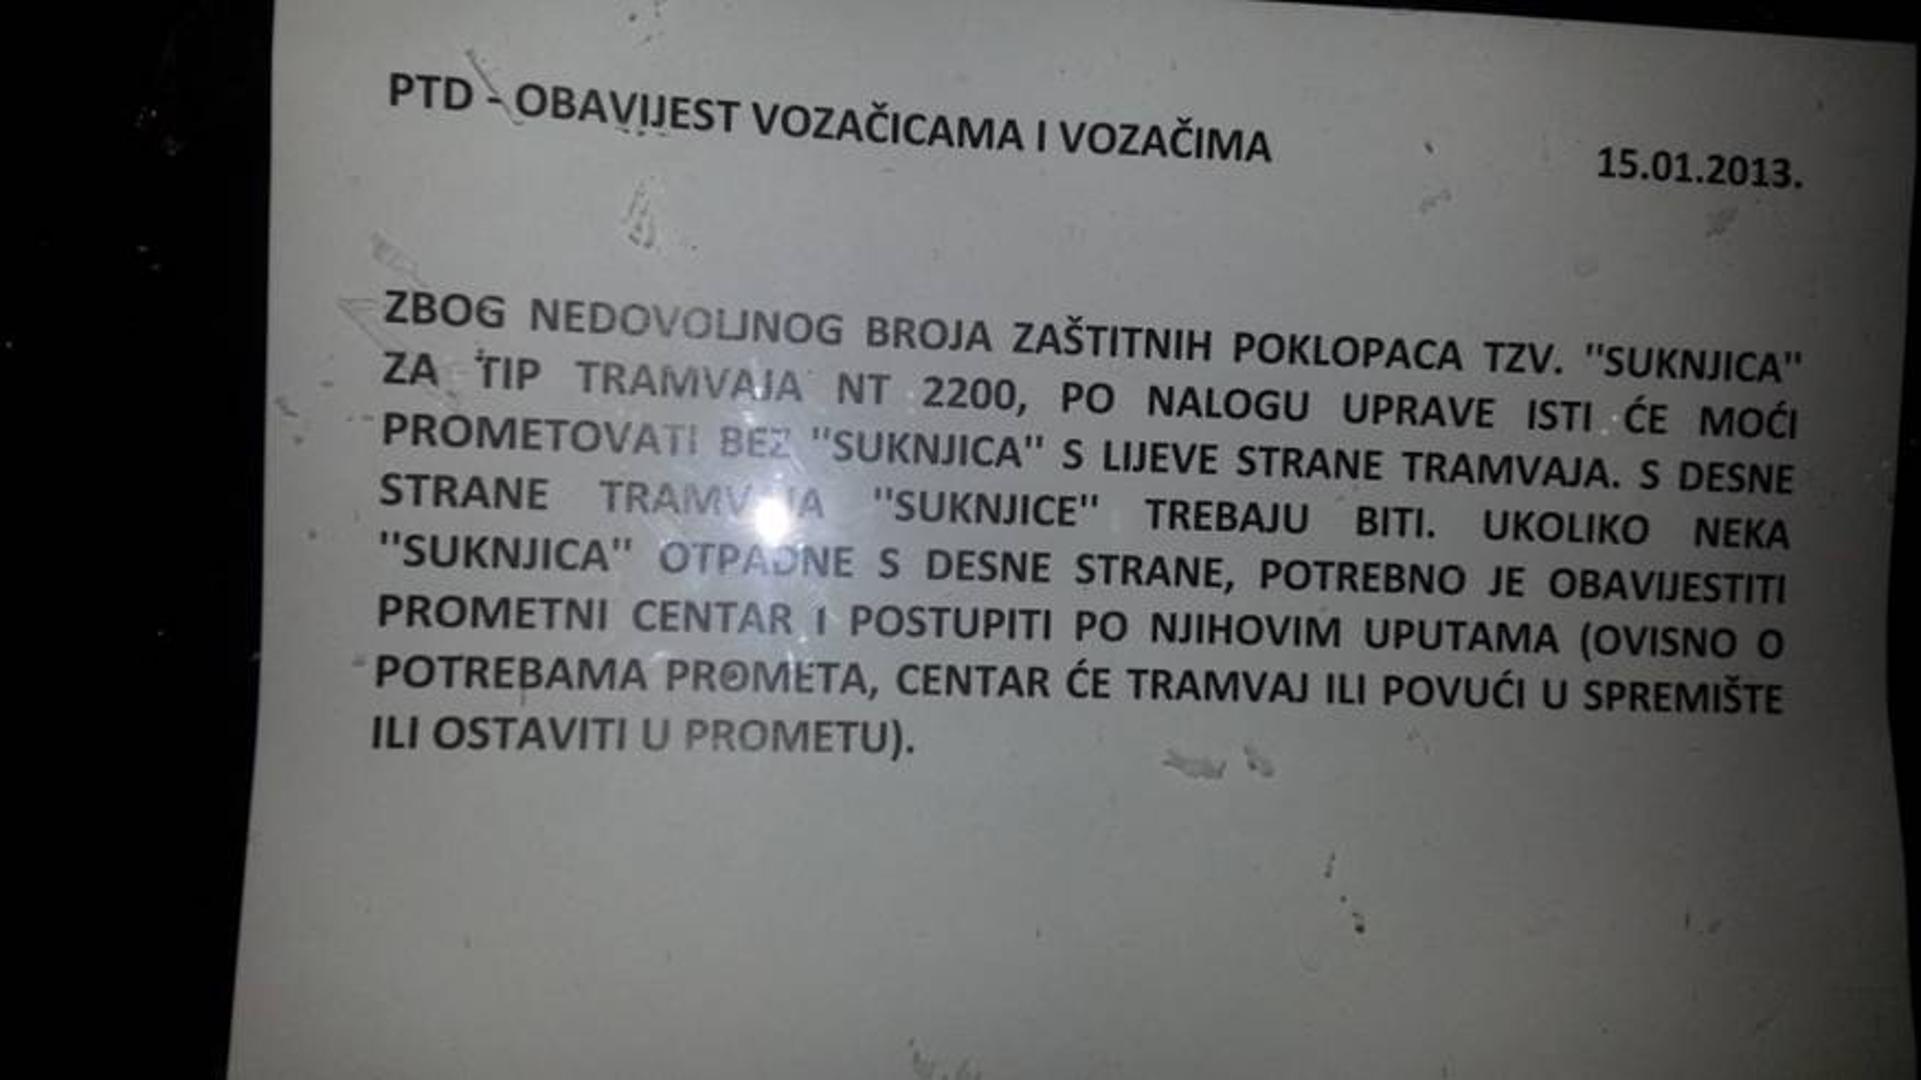 PTD - OBAVIJEST VOZAČICAMA I VOZAČIMA
15.01.2013.
ZBOG NEDOVOLJNOG BROJA ZAŠTITNIH POKLOPACA TZV. "SUKNJICA"
ZA TIP TRAMVAJA NT 2200, PO NALOGU UPRAVE ISTI ĆE MOĆI
PROMETOVATI BEZ "SUKNJICA" S LIJEVE STRANE TRAMVAJA. S DESNE
STRANE TRAMVAJA "SUKNJICE" TREBAJU BITI. UKOLIKO NEKA
"SUKNJICA" OTPADNE S DESNE STRANE, POTREBNO JE OBAVIJESTITI
PROMETNI CENTAR I POSTUPITI PO NJIHOVIM UPUTAMA (OVISNO O
POTREBAMA PROMETA, CENTAR ĆE TRAMVAJ ILI POVUĆI U SPREMIŠTE
ILI OSTAVITI U PROMETU).